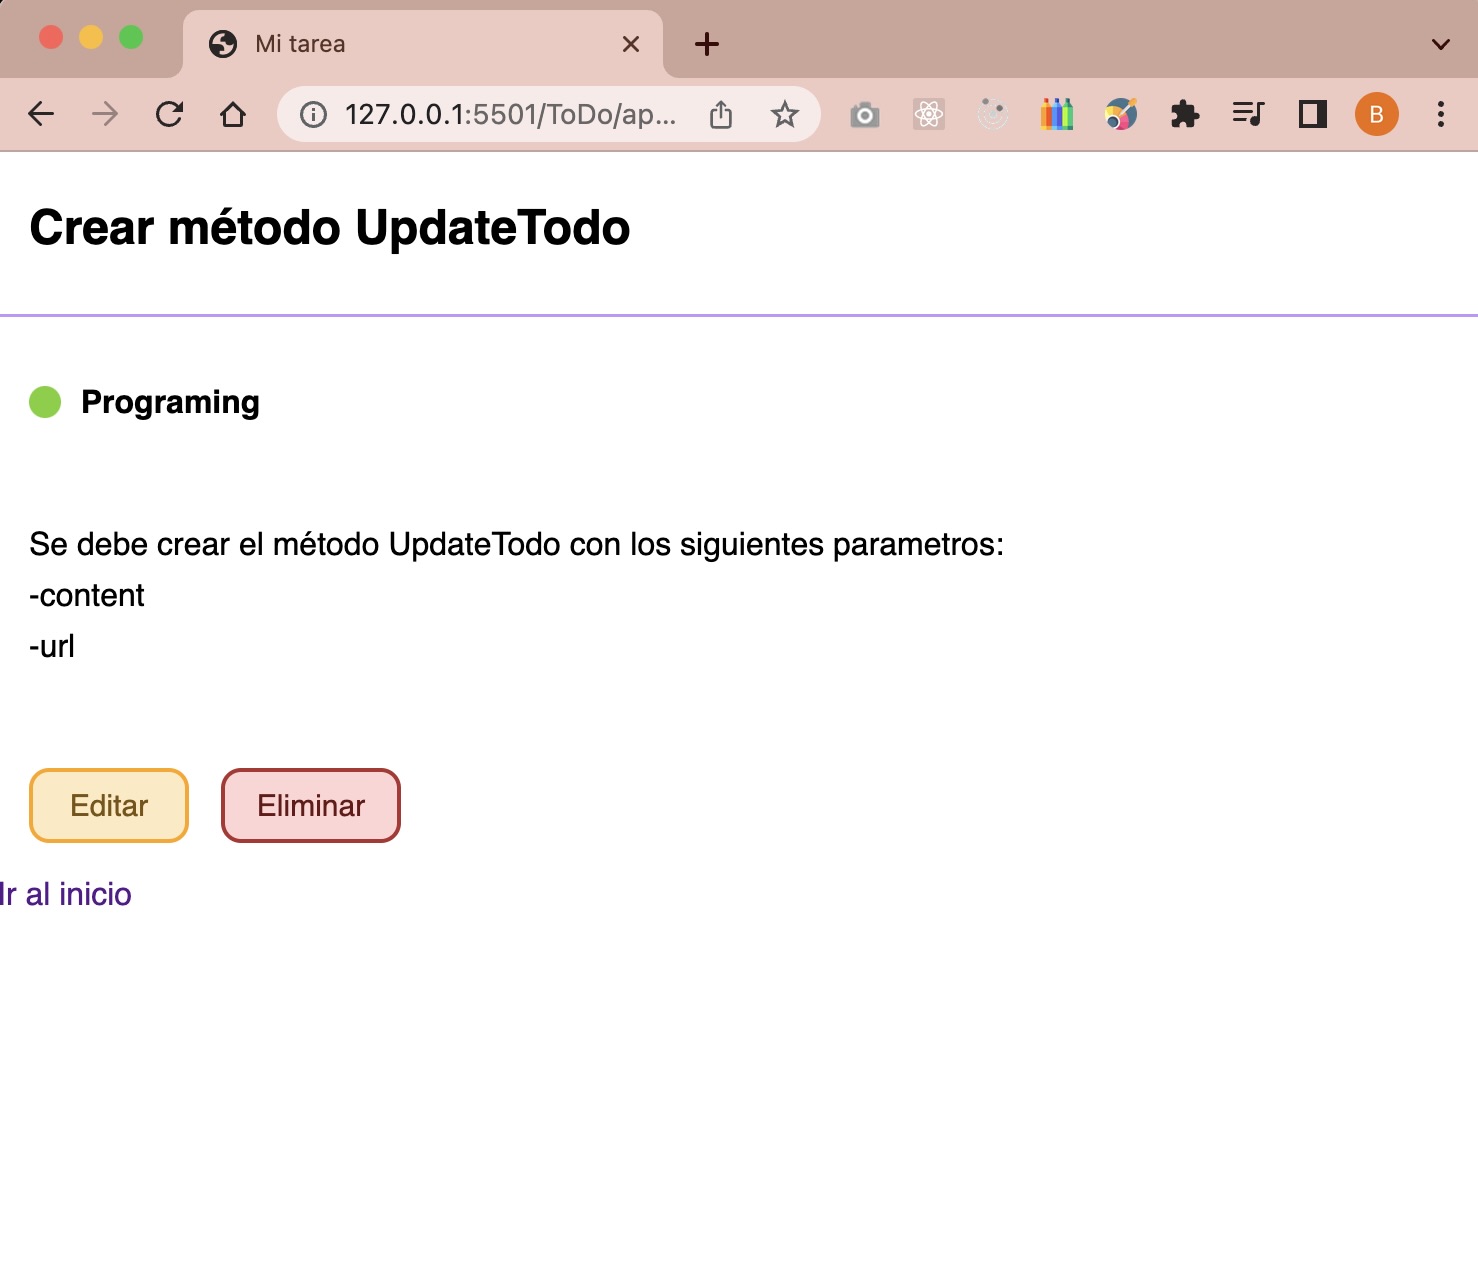 Mi tarea
127.0.0.1:5501/ToDo/ap...
B
Crear método UpdateTodo
Programing
Se debe crear el método UpdateTodo con los siguientes parametros:
-content
-url
Editar Eliminar
Ir al inicio